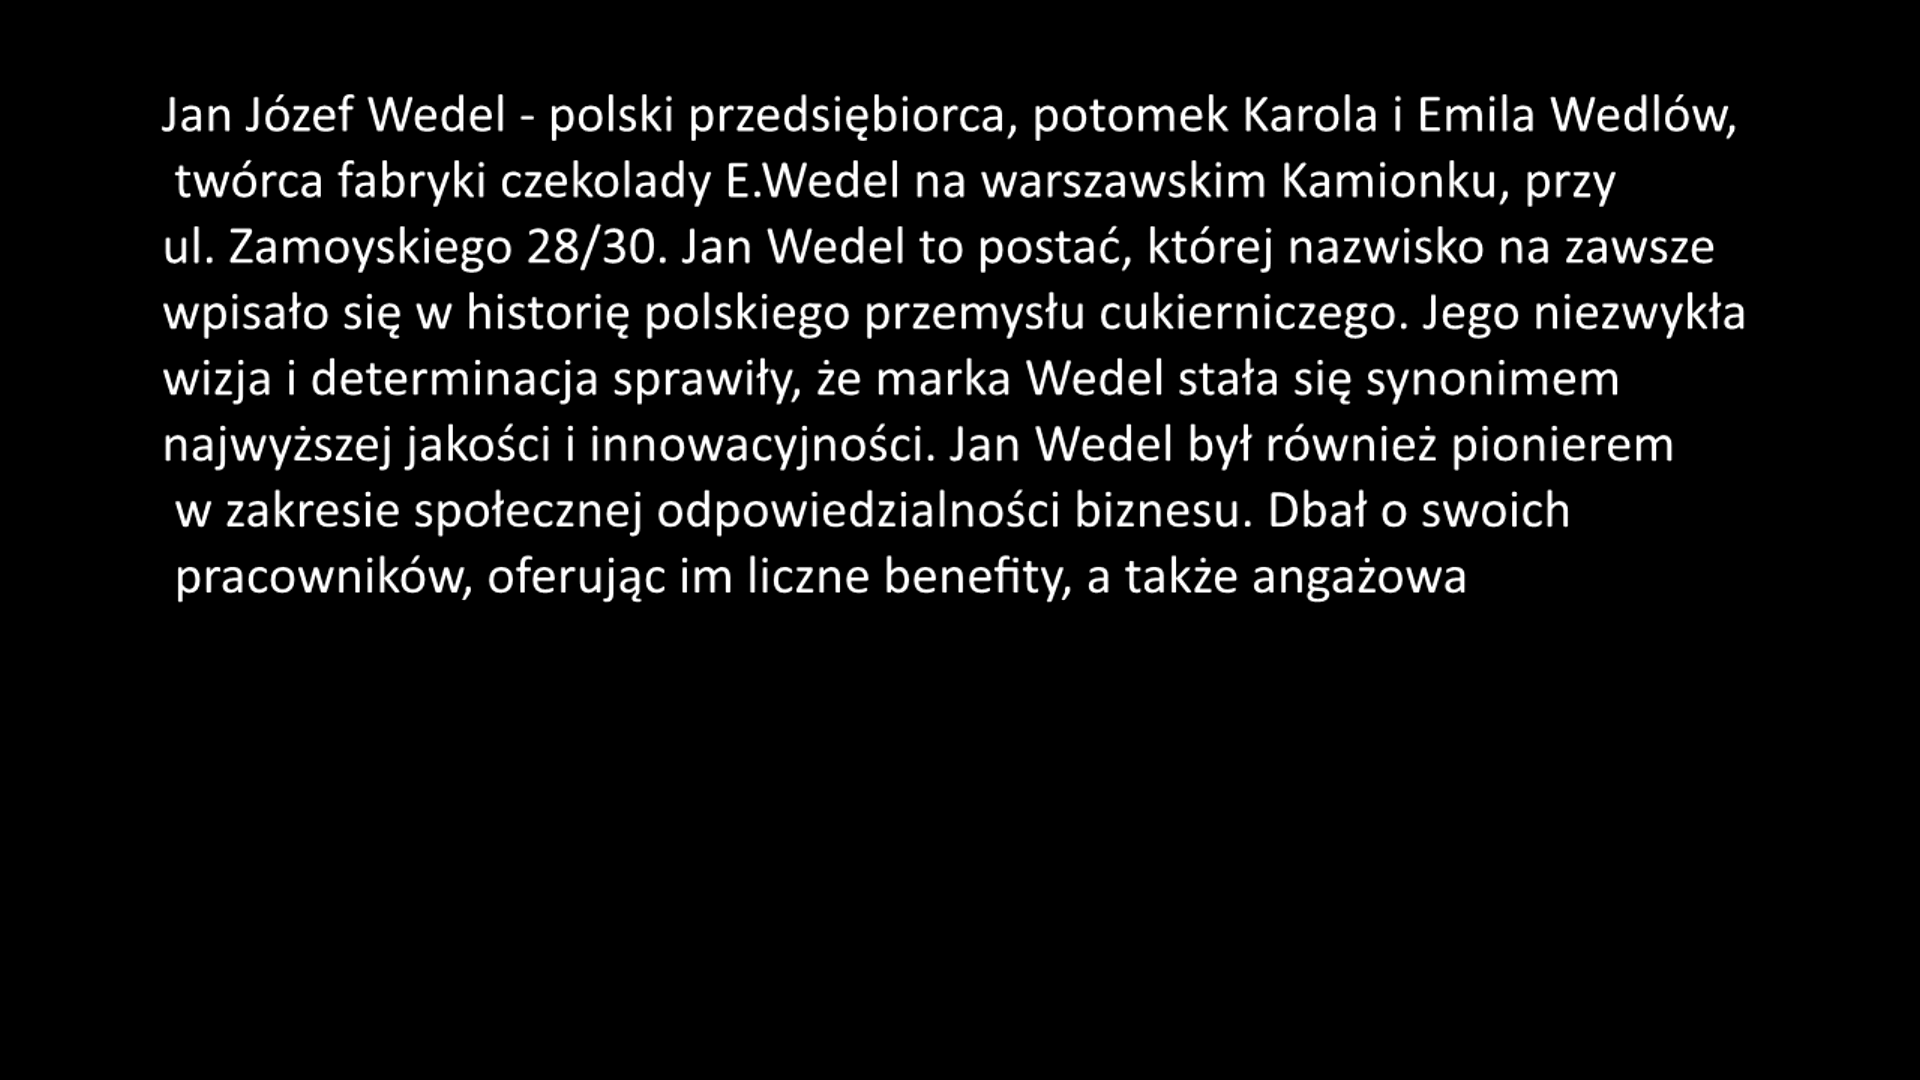 Jan Józef Wedel - polski przedsiębiorca, potomek Karola i Emila Wedlów,
twórca fabryki czekolady E.Wedel na warszawskim Kamionku, przy
ul. Zamoyskiego 28/30. Jan Wedel to postać, której nazwisko na zawsze
wpisało się w historię polskiego przemysłu cukierniczego. Jego niezwykła
wizja i determinacja sprawiły, że marka Wedel stała się synonimem
najwyższej jakości i innowacyjności. Jan Wedel był również pionierem
w zakresie społecznej odpowiedzialności biznesu. Dbał o swoich
pracowników, oferując im liczne benefity, a także angażowa